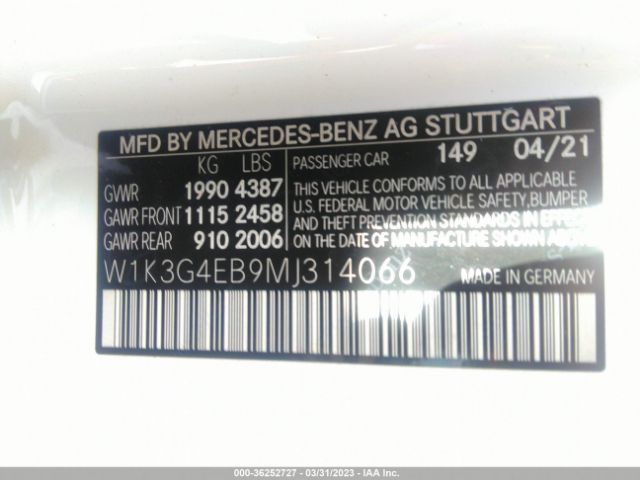 MFD BY MERCEDES-BENZ AG STUTTGART
KG LBS
GVWR 1990 4387
GAWR FRONT 1115 2458
GAWR REAR 910 2006
PASSENGER CAR 149 04/21
THIS VEHICLE CONFORMS TO ALL APPLICABLE
U.S. FEDERAL MOTOR VEHICLE SAFETY, BUMPER
AND THEFT PREVENTION STANDARDS IN EFFECT
ON THE DATE OF MANUFACTURE SHOWN ABOVE
W1K3G4EB9MJ314066 MADE IN GERMANY
000-36252727 - 03/31/2023 - IAA Inc.